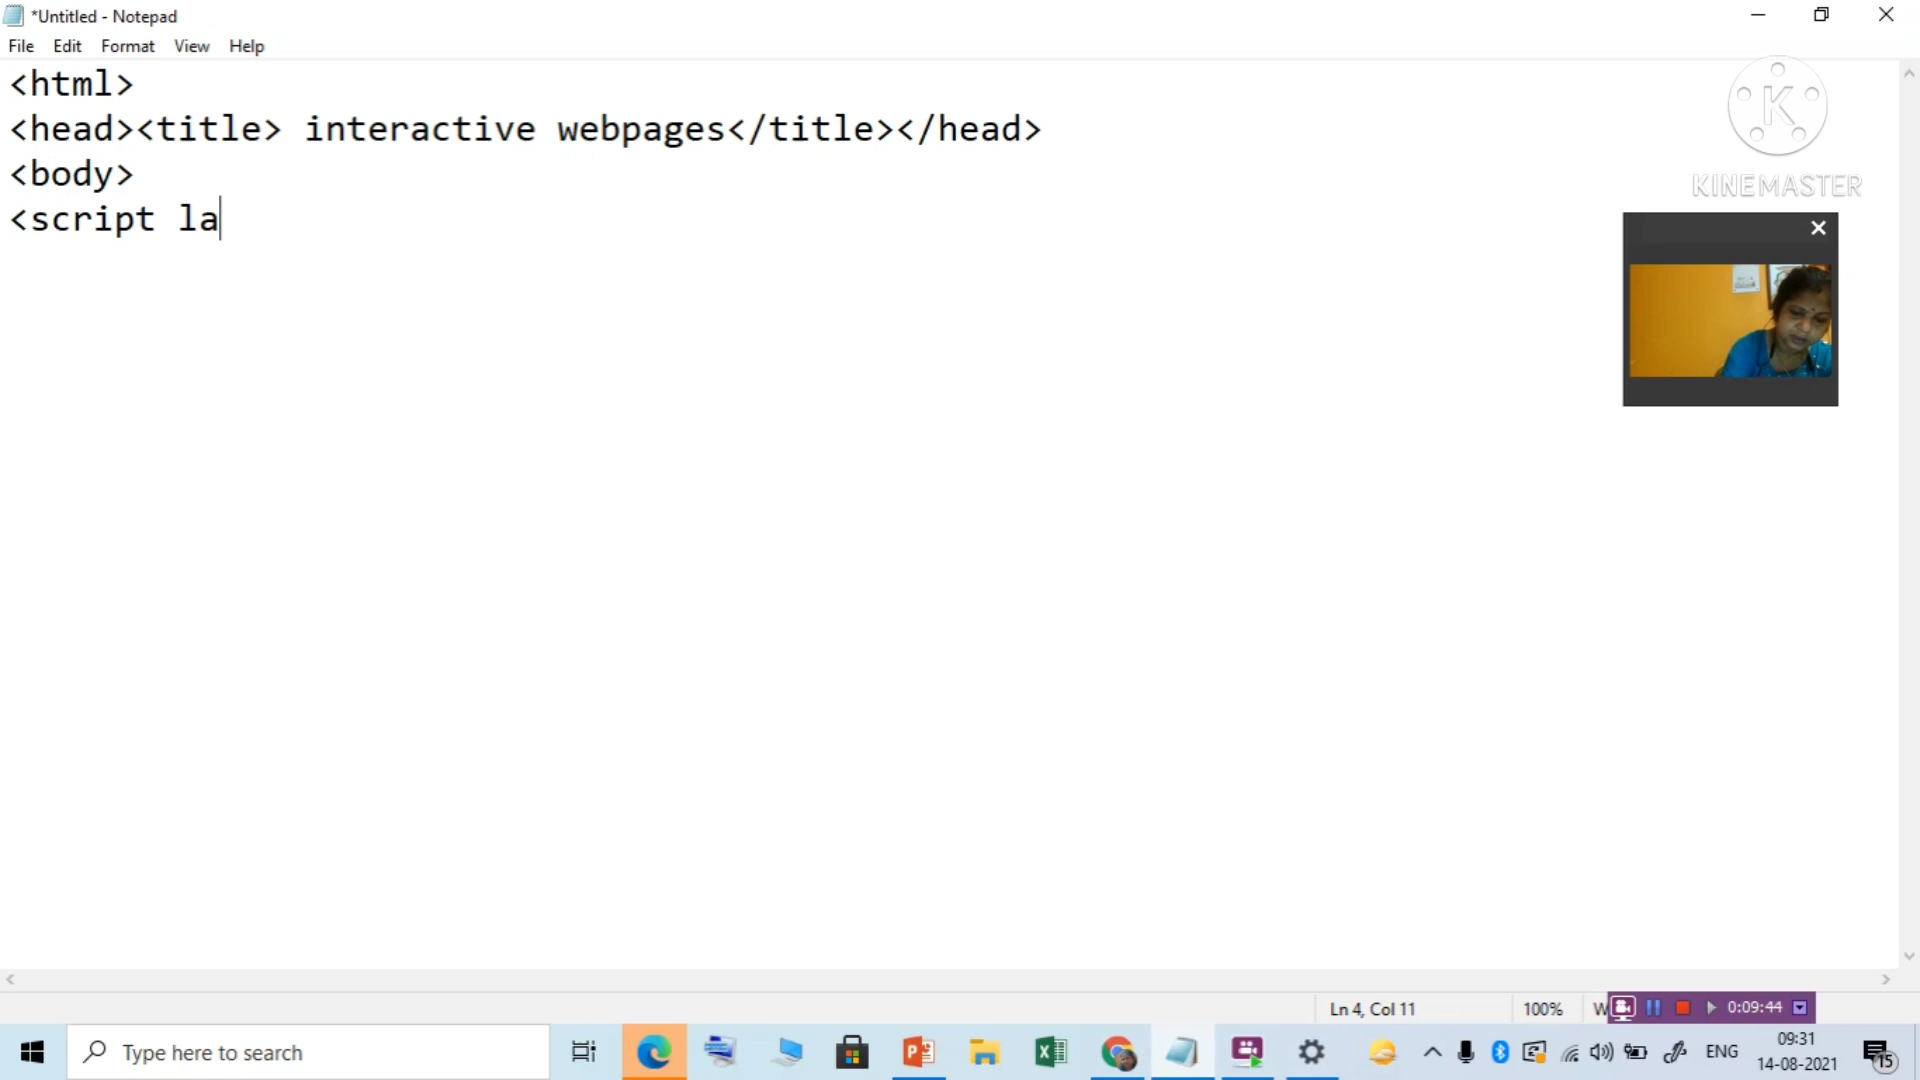 *Untitled - Notepad
File Edit Format View Help
<html>
<head><title> interactive webpages</title></head>
<body>
<script la
K
KINEMASTER
Ln 4, Col 11
100%
W
0:09:44
Type here to search
ENG
09:31
14-08-2021
15